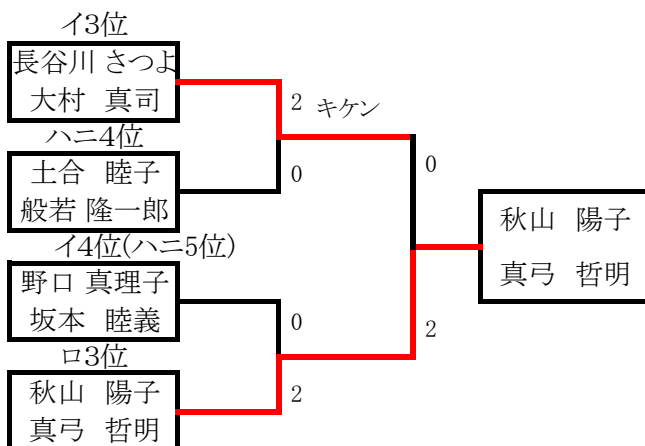 イ3位
長谷川 さつよ
大村 真司
2 キケン
ハニ4位
0
0
土合 睦子
般若 隆一郎
秋山 陽子
真弓 哲明
イ4位(ハニ5位)
野口 真理子
坂本 睦義
0
2
ロ3位
2
秋山 陽子
真弓 哲明